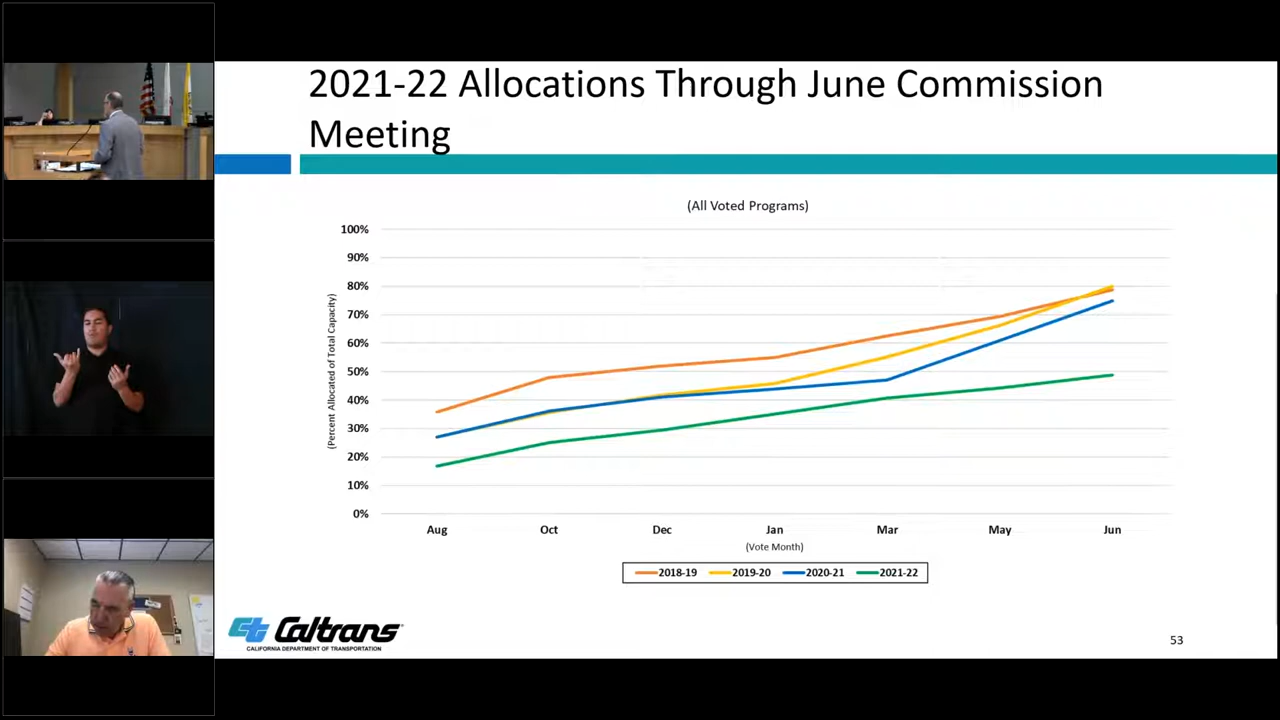 2021-22 Allocations Through June Commission
Meeting
(All Voted Programs)
(Percent Allocated of Total Capacity)
100%
90%
80%
70%
60%
50%
40%
30%
20%
10%
0%
Aug Oct Dec Jan Mar May Jun
(Vote Month)
2018-19 2019-20 2020-21 2021-22
ct Caltrans®
CALIFORNIA DEPARTMENT OF TRANSPORTATION
53